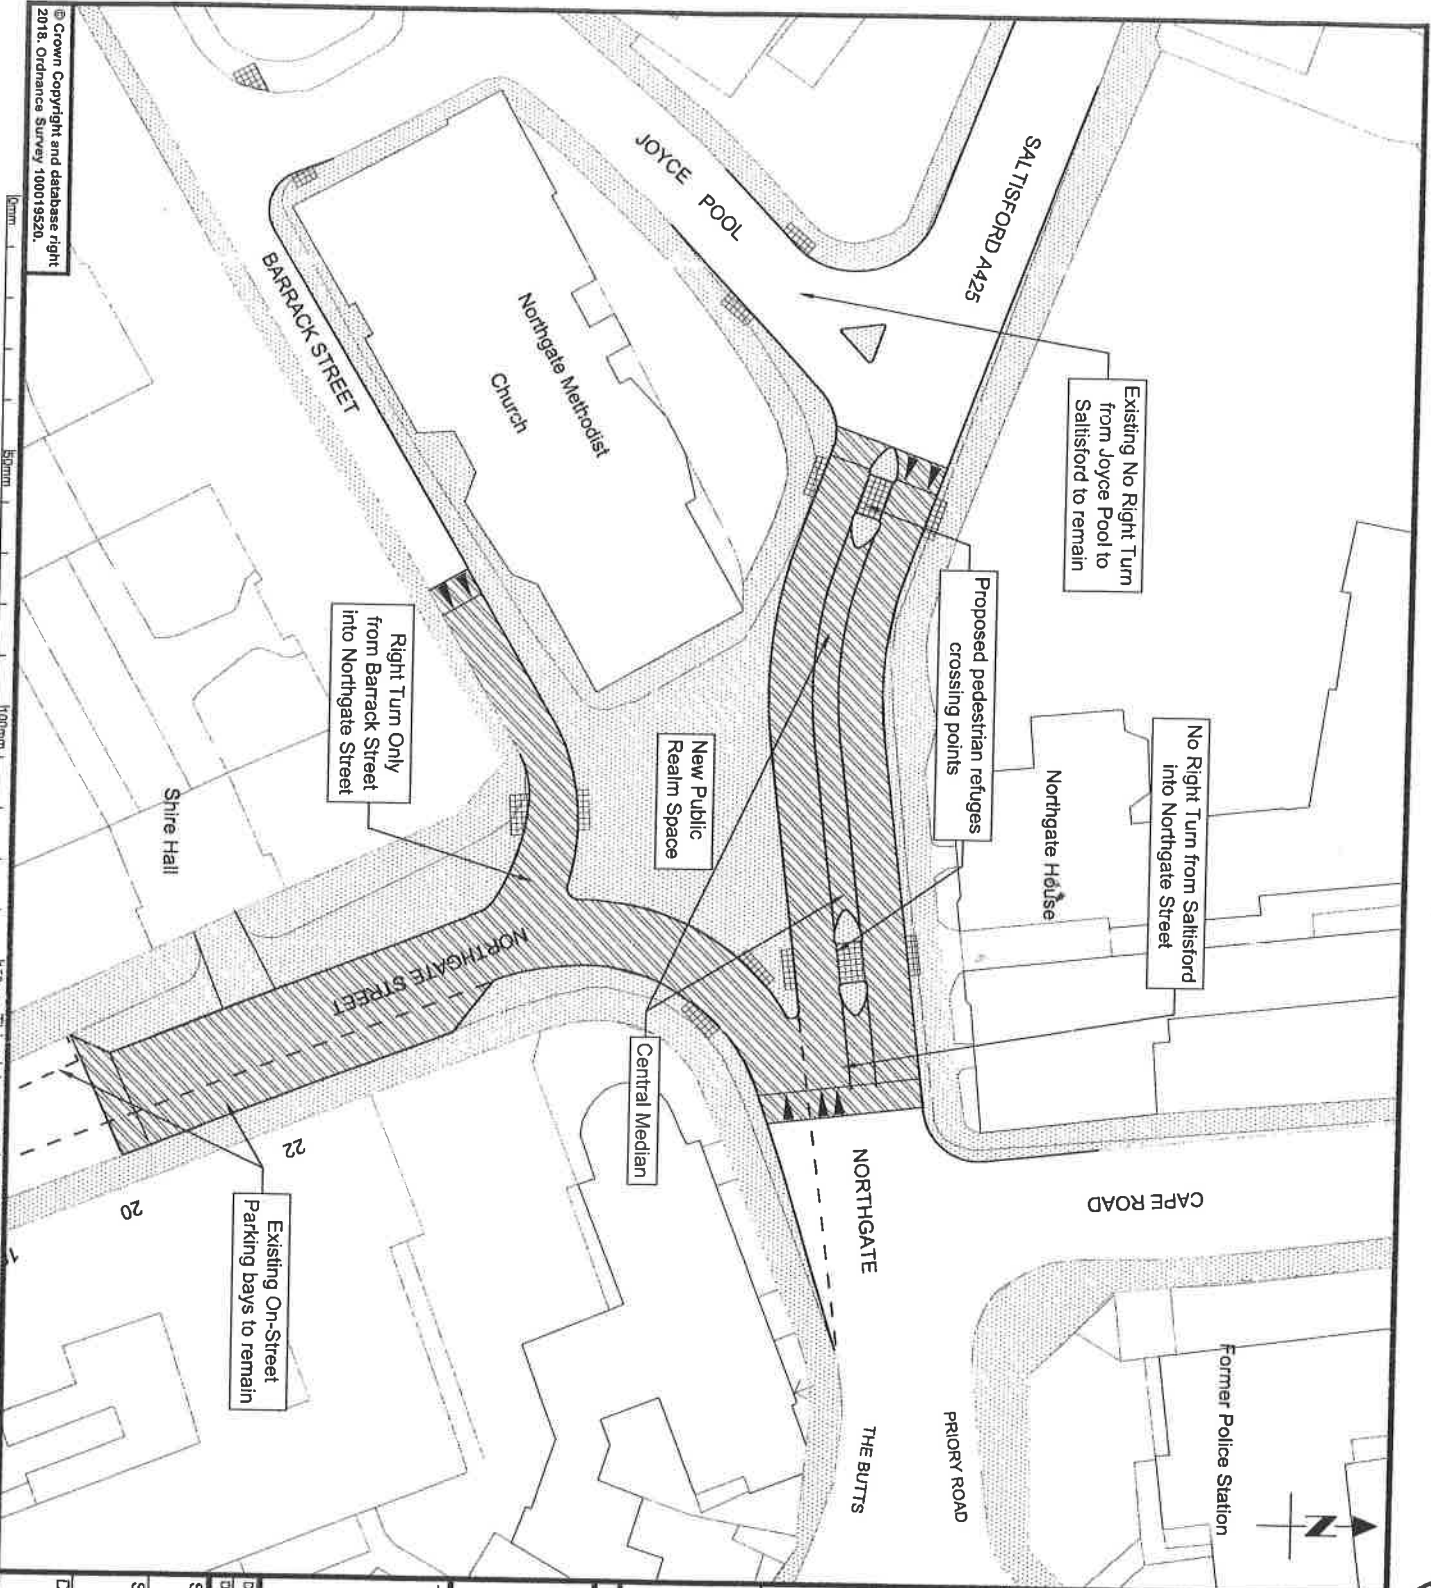 SALTISFORD A425
JOYCE POOL
BARRACK STREET
Northgate Methodist
Church
Existing No Right Turn
from Joyce Pool to
Saltisford to remain
Proposed pedestrian refuges
crossing points
No Right Turn from Saltisford
into Northgate Street
Northgate House
Right Turn Only
from Barrack Street
into Northgate Street
New Public
Realm Space
Shire Hall
NORTHGATE STREET
Central Median
Existing On-Street
Parking bays to remain
22
20
NORTHGATE
CAPE ROAD
Former Police Station
PRIORY ROAD
THE BUTTS
N
© Crown Copyright and database right
2018. Ordnance Survey 100019520.
0mm
50mm
100mm